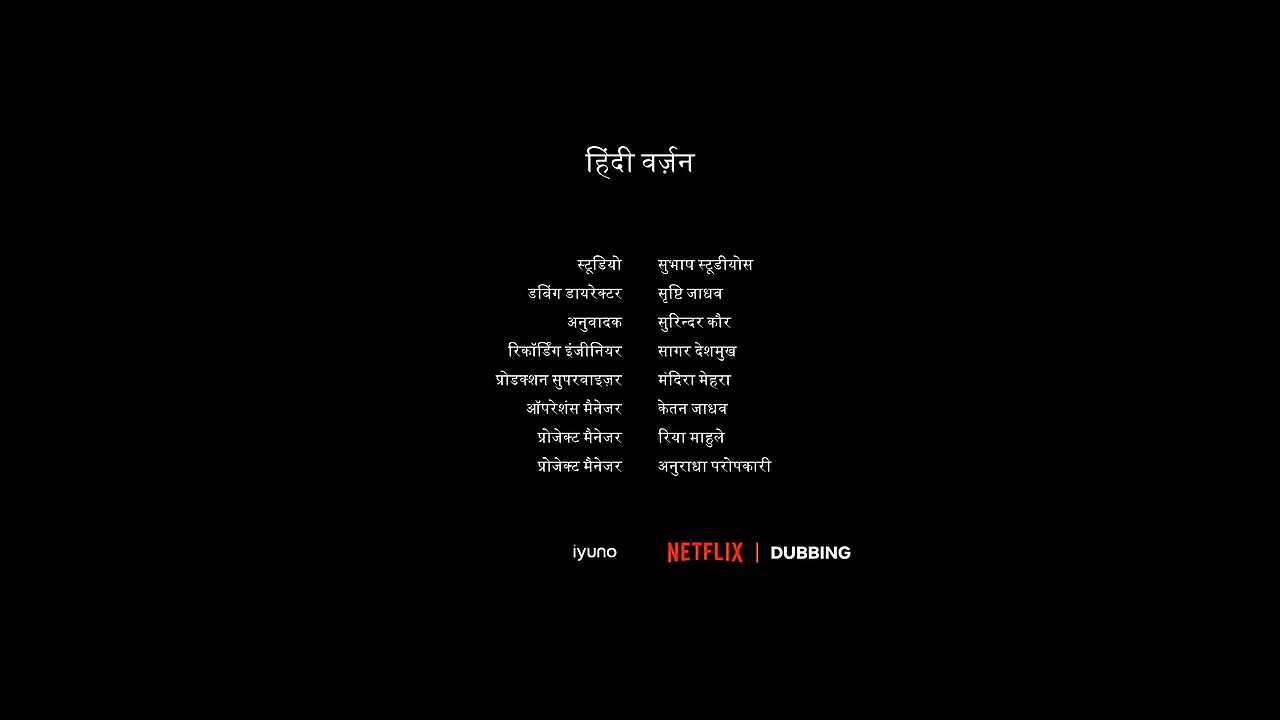 हिंदी वर्ज़न
स्टूडियो सुभाष स्टूडीयोस
डबिंग डायरेक्टर सृष्टि जाधव
अनुवादक सुरिन्दर कौर
रिकॉर्डिंग इंजीनियर सागर देशमुख
प्रोडक्शन सुपरवाइज़र मंदिरा मेहरा
ऑपरेशंस मैनेजर केतन जाधव
प्रोजेक्ट मैनेजर रिया माहुले
प्रोजेक्ट मैनेजर अनुराधा परोपकारी
iyuno NETFLIX | DUBBING